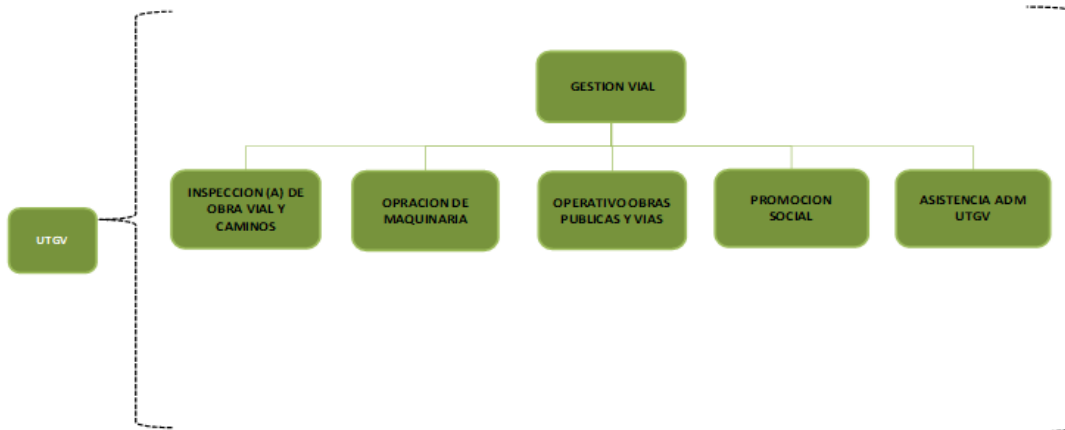 GESTION VIAL
UTGV
INSPECCION (A) DE
OBRA VIAL Y
CAMINOS
OPRACION DE
MAQUINARIA
OPERATIVO OBRAS
PUBLICAS Y VIAS
PROMOCION
SOCIAL
ASISTENCIA ADM
UTGV